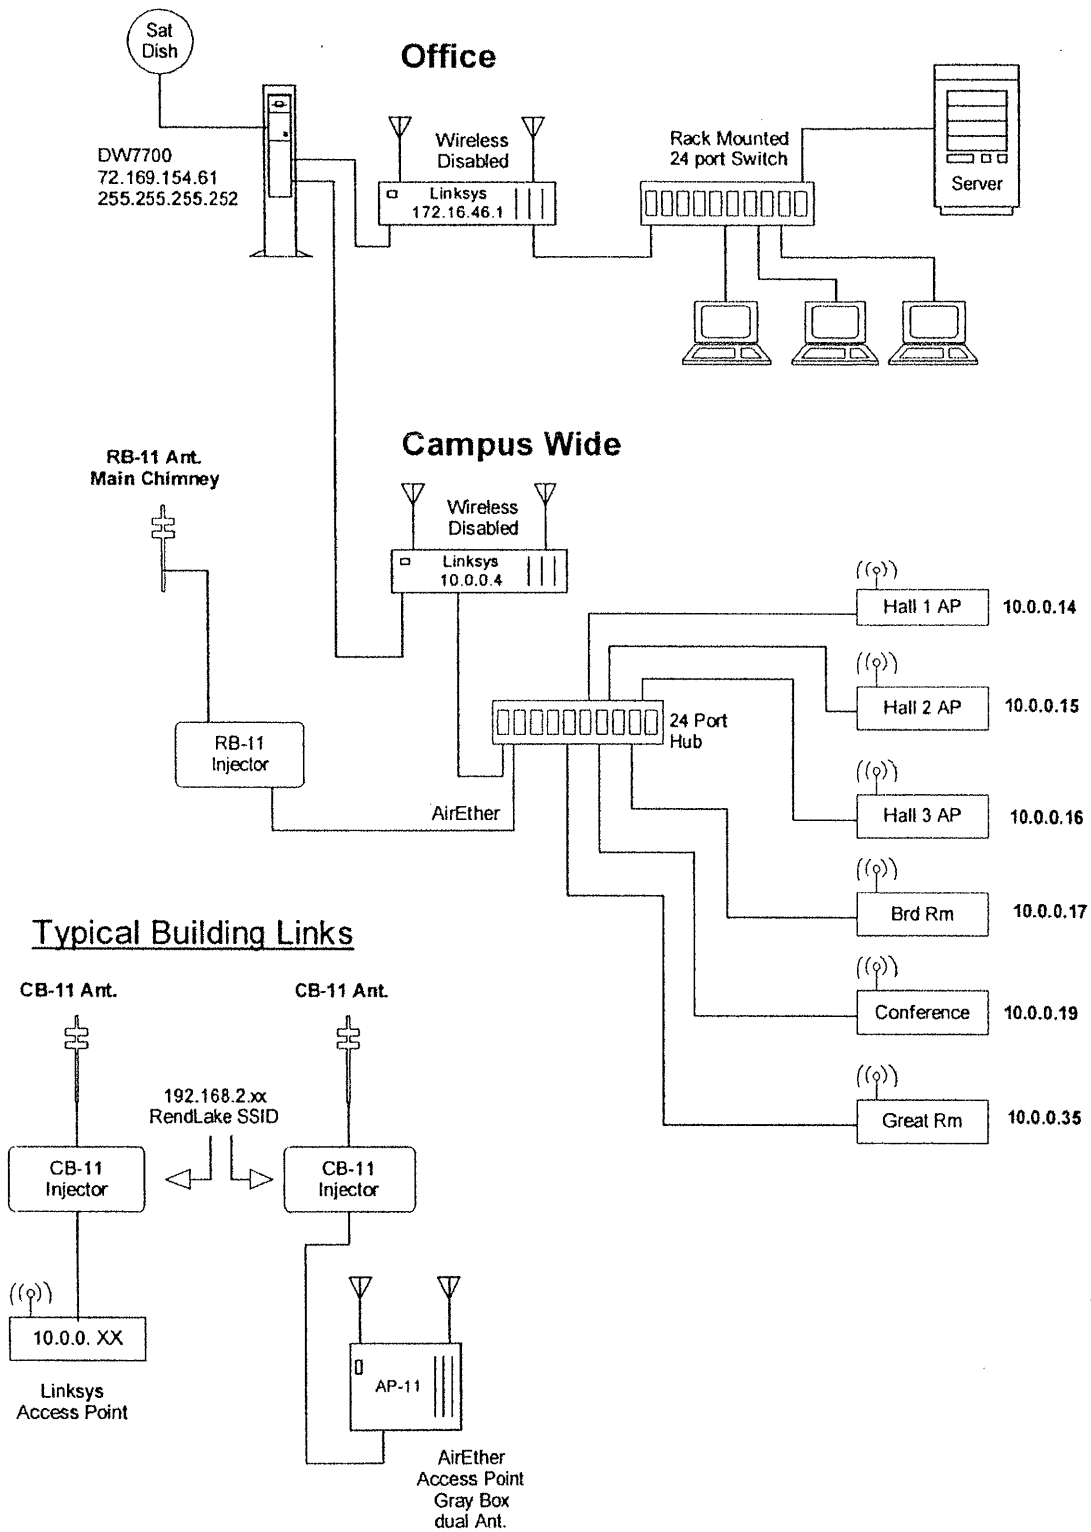 Sat
Dish
Office
DW7700
72.169.154.61
255.255.255.252
Wireless
Disabled
Linksys
172.16.46.1
Rack Mounted
24 port Switch
Server
Campus Wide
RB-11 Ant.
Main Chimney
Wireless
Disabled
Linksys
10.0.0.4
Hall 1 AP
10.0.0.14
Hall 2 AP
10.0.0.15
24 Port
Hub
RB-11
Injector
AirEther
Hall 3 AP
10.0.0.16
Brd Rm
10.0.0.17
Conference
10.0.0.19
Great Rm
10.0.0.35
Typical Building Links
CB-11 Ant.
CB-11 Ant.
192.168.2.xx
RendLake SSID
CB-11
Injector
CB-11
Injector
10.0.0. XX
Linksys
Access Point
AP-11
AirEther
Access Point
Gray Box
dual Ant.